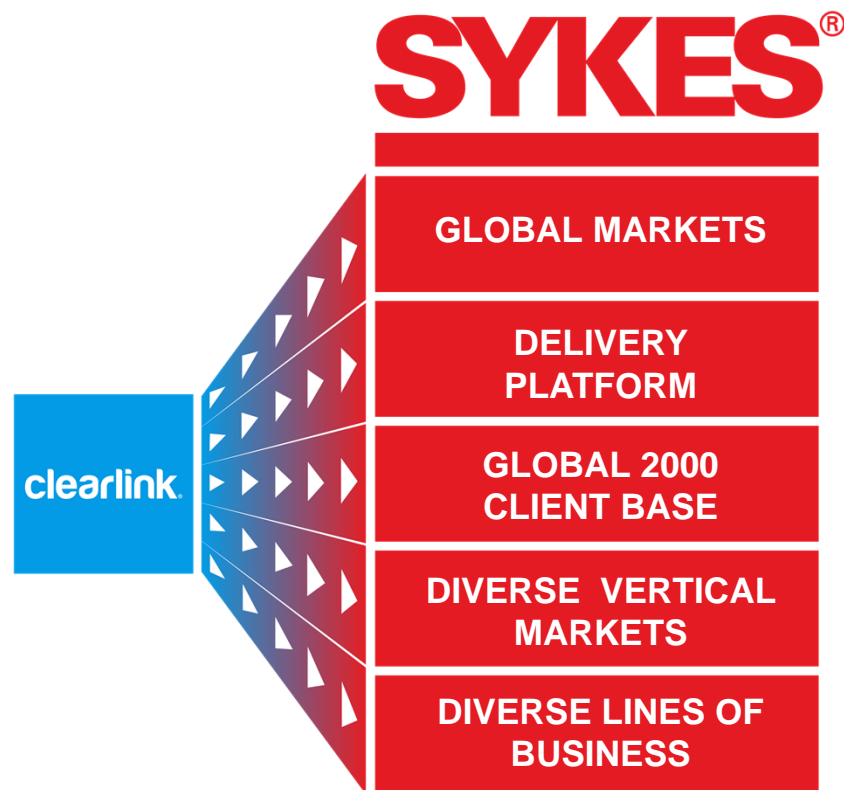 SYKES®
GLOBAL MARKETS
DELIVERY
PLATFORM
clearlink.
GLOBAL 2000
CLIENT BASE
DIVERSE VERTICAL
MARKETS
DIVERSE LINES OF
BUSINESS